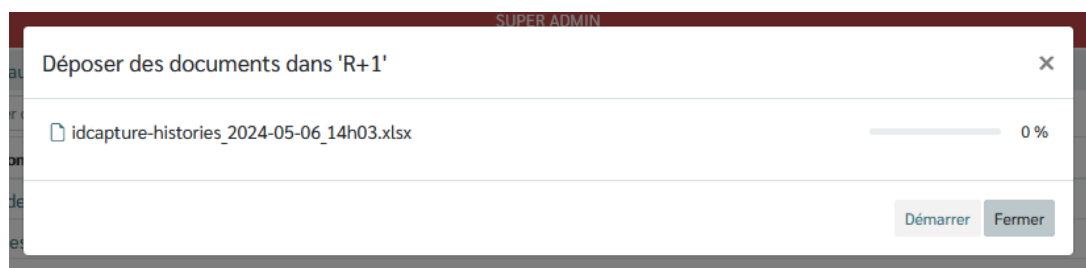 SUPER ADMIN
Déposer des documents dans 'R+1'
×
idcapture-histories_2024-05-06_14h03.xlsx
0 %
Démarrer
Fermer